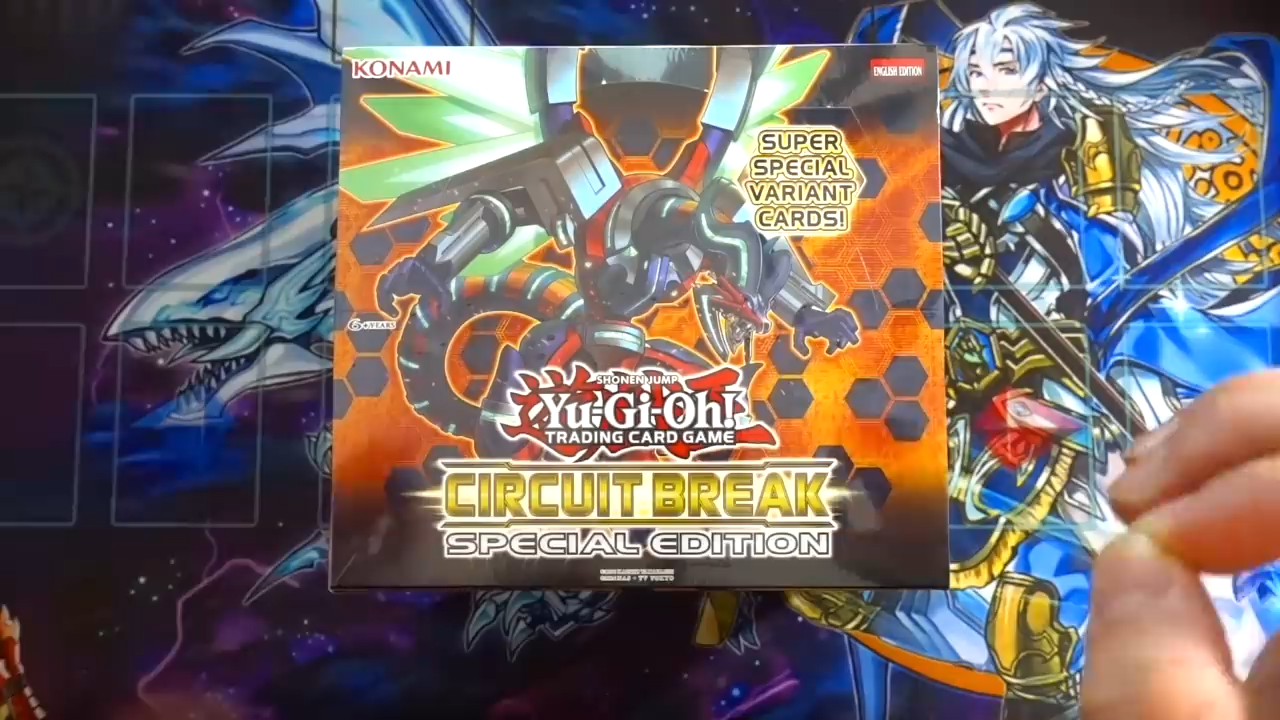 KONAMI
ENGLISH EDITION
SUPER
SPECIAL
VARIANT
CARDS!
6+YEARS
SHONEN JUMP
Yu-Gi-Oh!
TRADING CARD GAME
CIRCUIT BREAK
SPECIAL EDITION